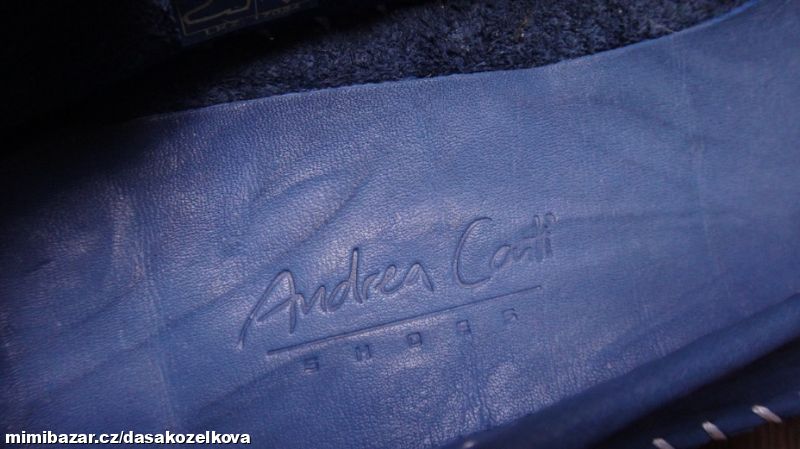 Andrea Conti
SHOES
mimibazar.cz/dasakozelkova